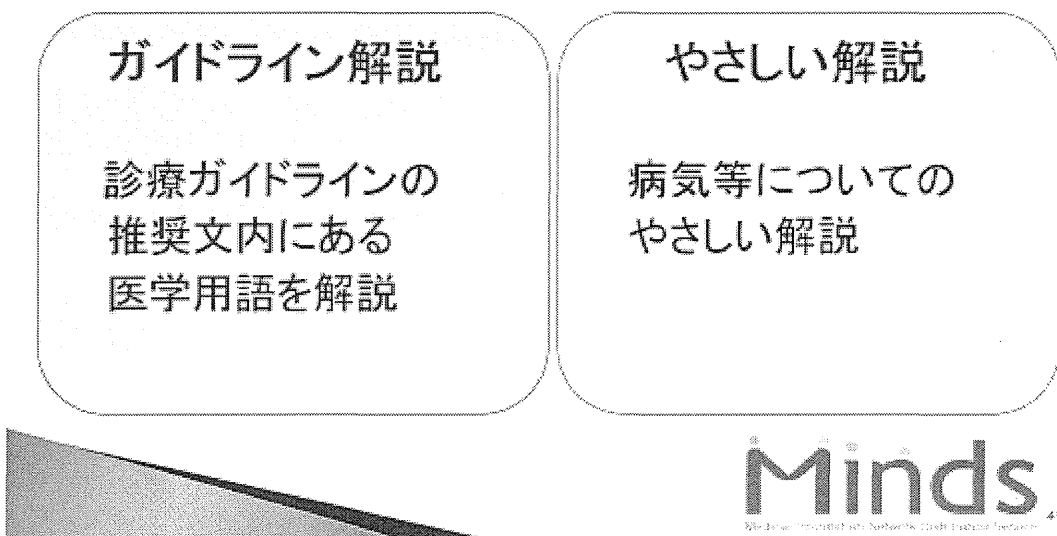 ガイドライン解説
診療ガイドラインの
推奨文内にある
医学用語を解説
やさしい解説
病気等についての
やさしい解説
Minds